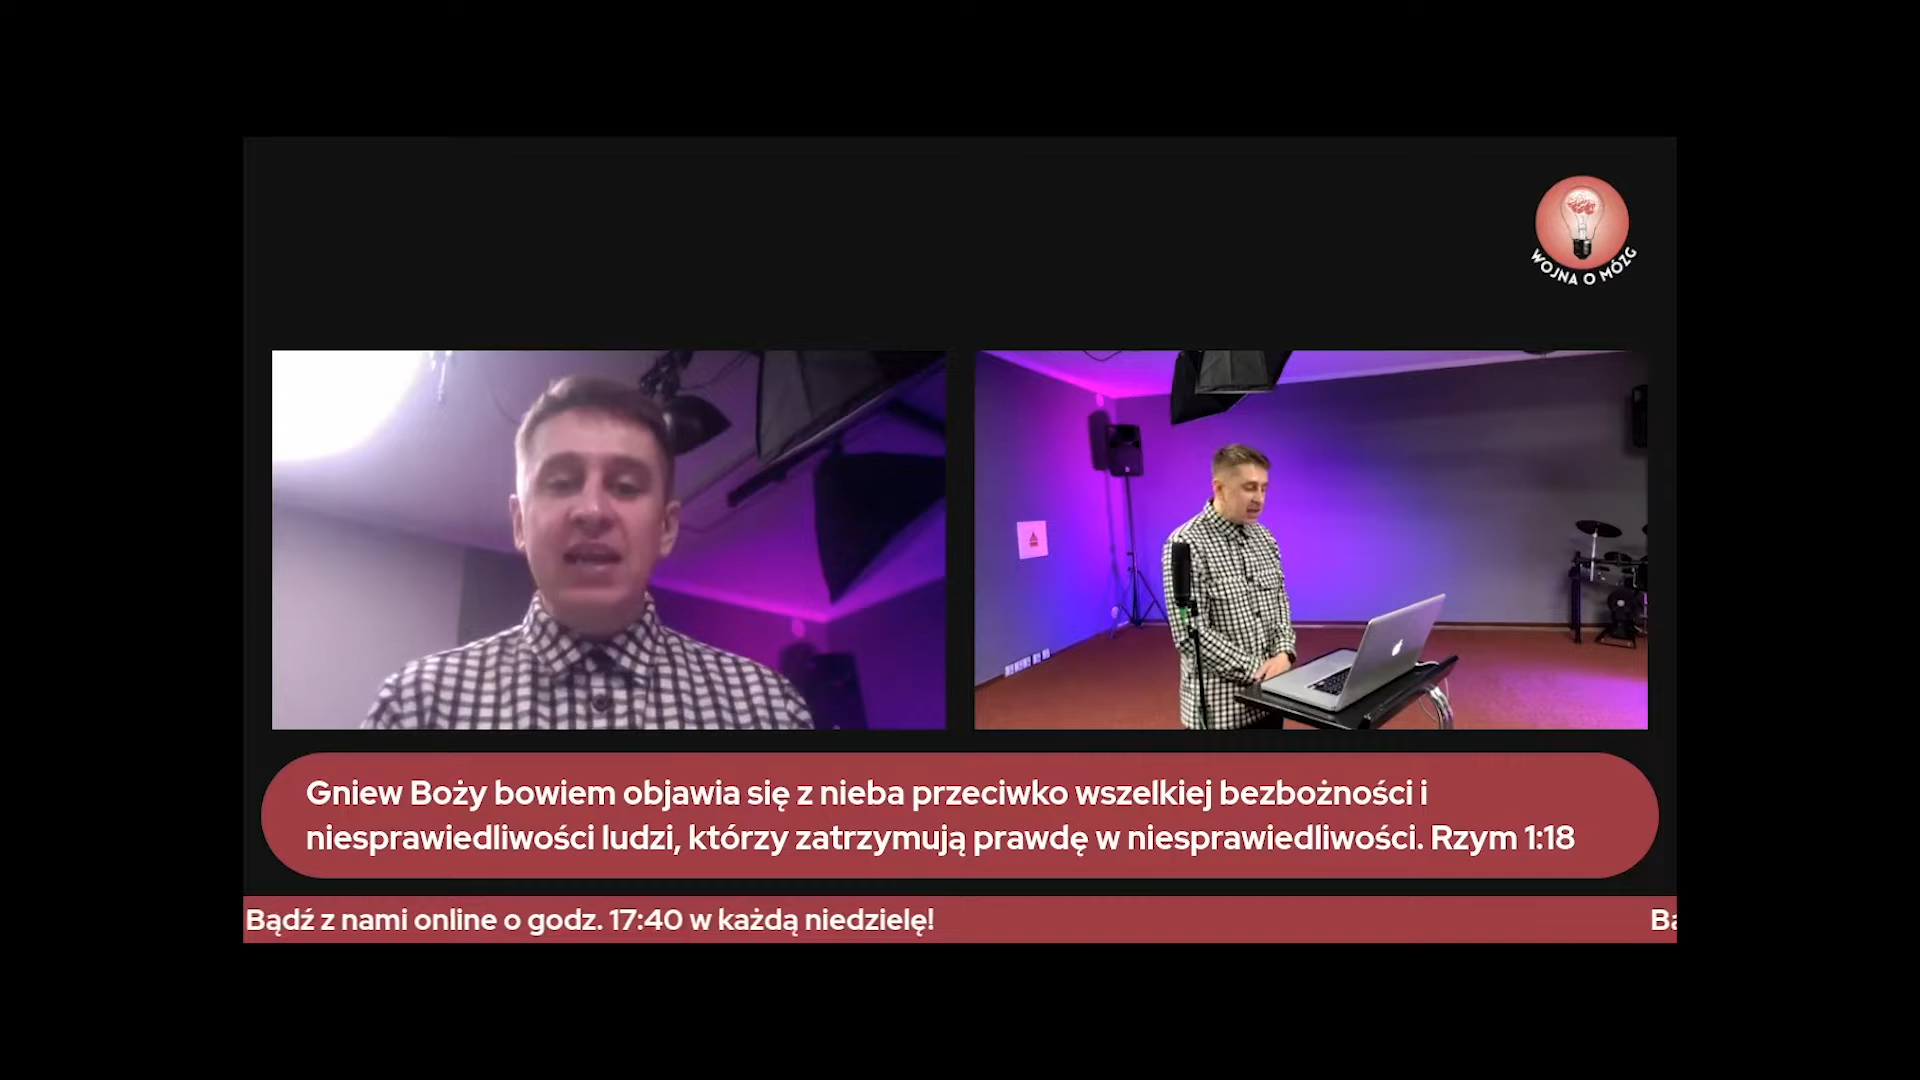 WOJNA O MÓZG
Gniew Boży bowiem objawia się z nieba przeciwko wszelkiej bezbożności i
niesprawiedliwości ludzi, którzy zatrzymują prawdę w niesprawiedliwości. Rzym 1:18
Bądź z nami online o godz. 17:40 w każdą niedzielę!